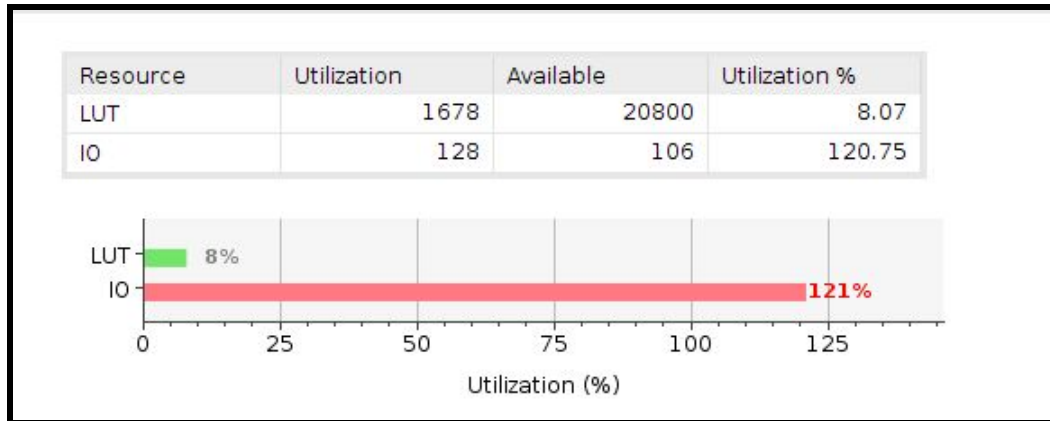 Resource Utilization Available Utilization %
LUT 1678 20800 8.07
IO 128 106 120.75
LUT 8%
IO 121%
0 25 50 75 100 125
Utilization (%)